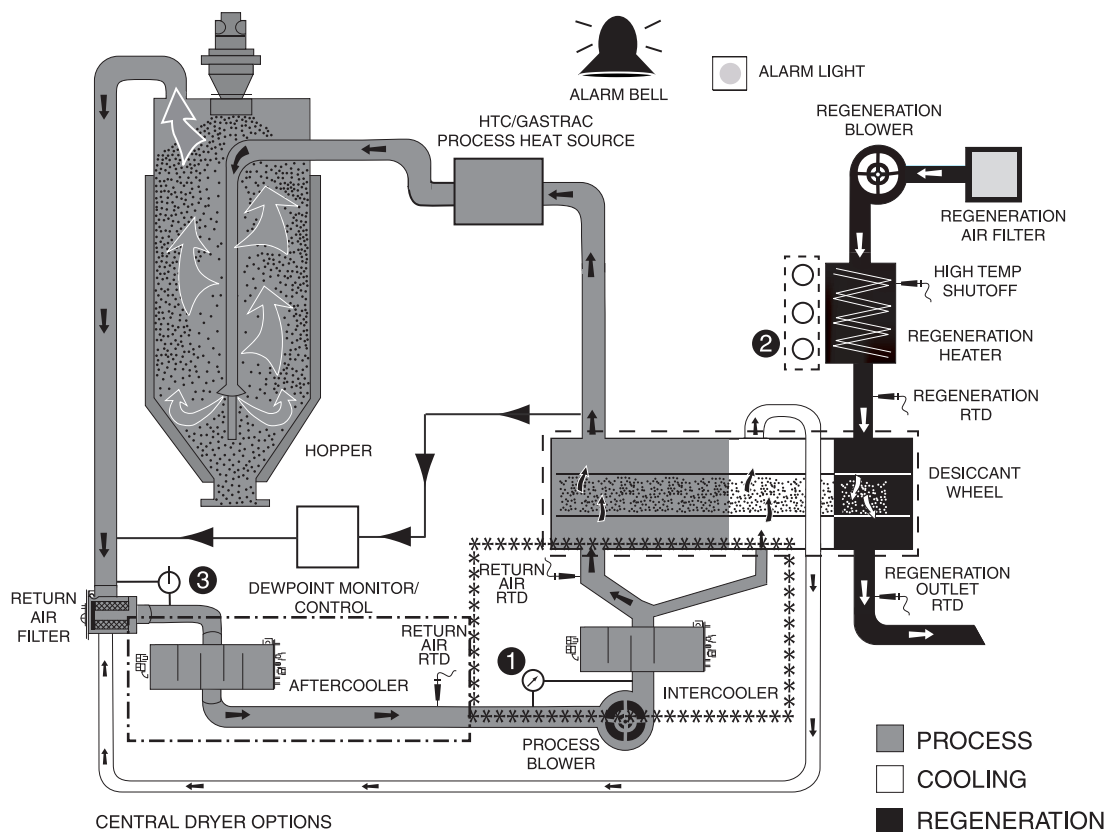 ALARM BELL
ALARM LIGHT
HTC/GASTRAC
PROCESS HEAT SOURCE
REGENERATION
BLOWER
REGENERATION
AIR FILTER
HIGH TEMP
SHUTOFF
2
REGENERATION
HEATER
REGENERATION
RTD
HOPPER
DESICCANT
WHEEL
RETURN
AIR
RTD
REGENERATION
OUTLET
RTD
3
DEWPOINT MONITOR/
CONTROL
RETURN
AIR
FILTER
RETURN
AIR
RTD
1
AFTERCOOLER
INTERCOOLER
PROCESS
BLOWER
PROCESS
COOLING
REGENERATION
CENTRAL DRYER OPTIONS